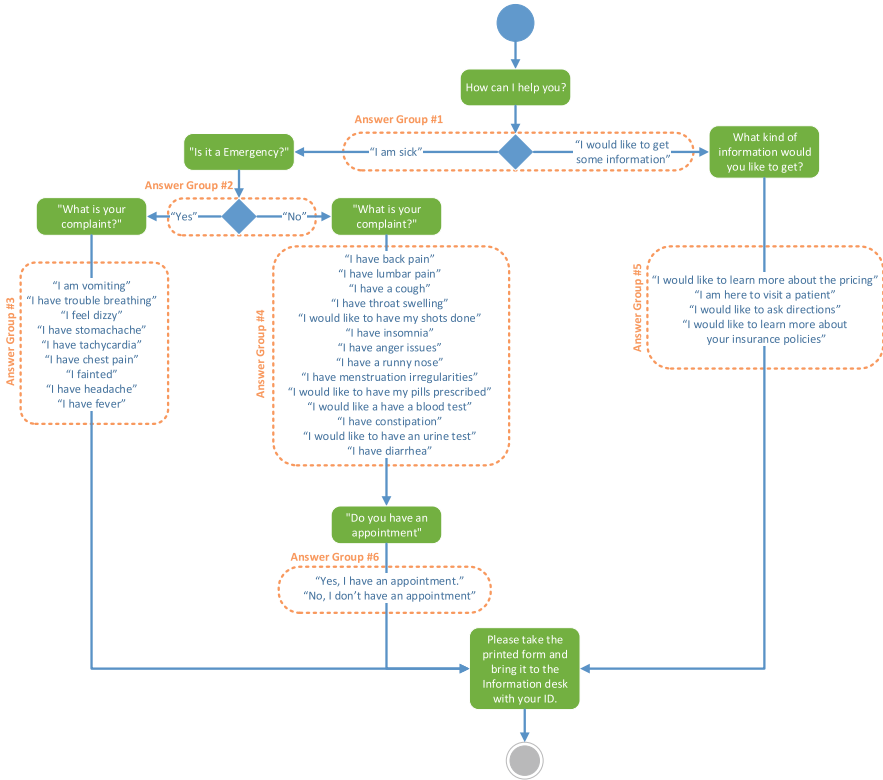 How can I help you?
Answer Group #1
"Is it a Emergency?"
“I am sick”
“I would like to get
some information”
What kind of
information would
you like to get?
Answer Group #2
"What is your
complaint?"
“Yes”
“No”
"What is your
complaint?"
Answer Group #3
“I am vomiting”
“I have trouble breathing”
“I feel dizzy”
“I have stomachache”
“I have tachycardia”
“I have chest pain”
“I fainted”
“I have headache”
“I have fever”
Answer Group #4
“I have back pain”
“I have lumbar pain”
“I have a cough”
“I have throat swelling”
“I would like to have my shots done”
“I have insomnia”
“I have anger issues”
“I have a runny nose”
“I have menstruation irregularities”
“I would like to have my pills prescribed”
“I would like a have a blood test”
“I have constipation”
“I would like to have an urine test”
“I have diarrhea”
Answer Group #5
“I would like to learn more about the pricing”
“I am here to visit a patient”
“I would like to ask directions”
“I would like to learn more about
your insurance policies”
"Do you have an
appointment"
Answer Group #6
“Yes, I have an appointment.”
“No, I don’t have an appointment”
Please take the
printed form and
bring it to the
Information desk
with your ID.